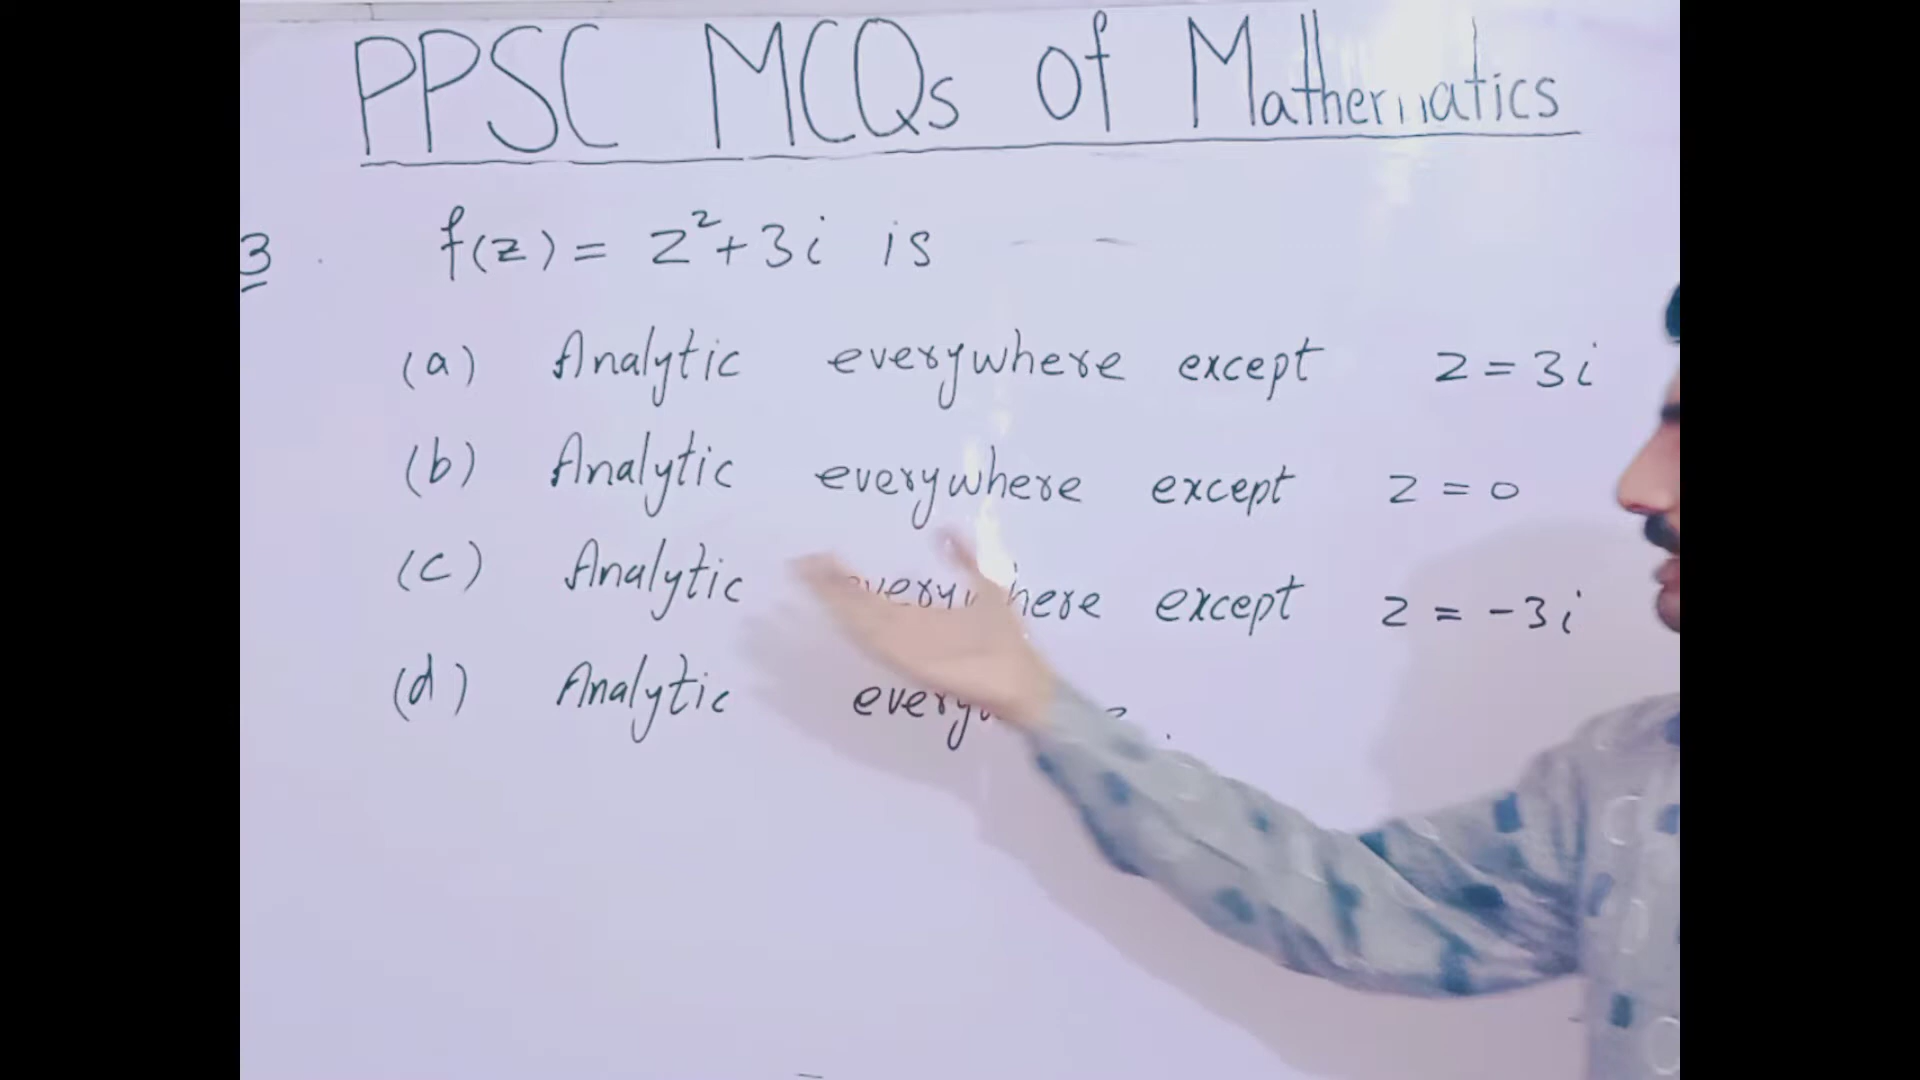 PPSC MCQs of Mathematics
3. f(z) = z²+3i is
(a) Analytic everywhere except z = 3i
(b) Analytic everywhere except z = 0
(c) Analytic everywhere except z = -3i
(d) Analytic